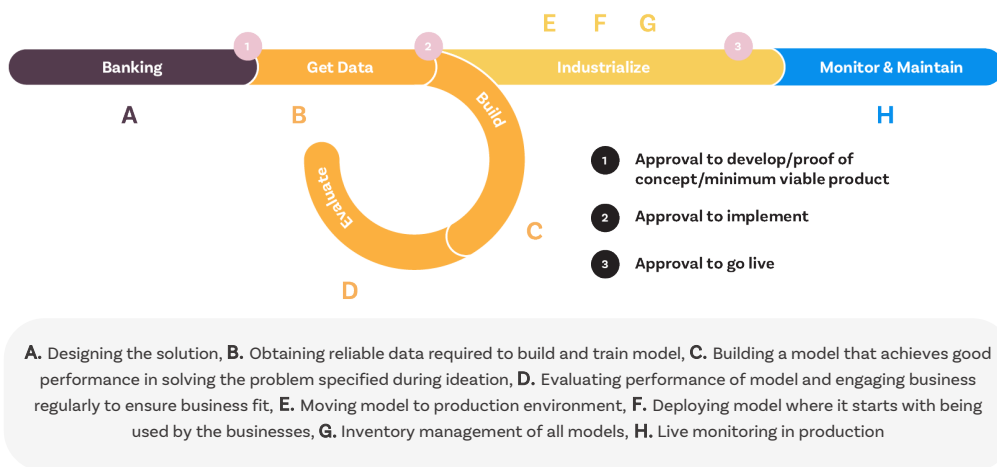 E F G
1
2
3
Banking
Get Data
Industrialize
Monitor & Maintain
A
B
Build
H
Evaluate
C
D
1 Approval to develop/proof of
concept/minimum viable product
2 Approval to implement
3 Approval to go live
A. Designing the solution, B. Obtaining reliable data required to build and train model, C. Building a model that achieves good
performance in solving the problem specified during ideation, D. Evaluating performance of model and engaging business
regularly to ensure business fit, E. Moving model to production environment, F. Deploying model where it starts with being
used by the businesses, G. Inventory management of all models, H. Live monitoring in production